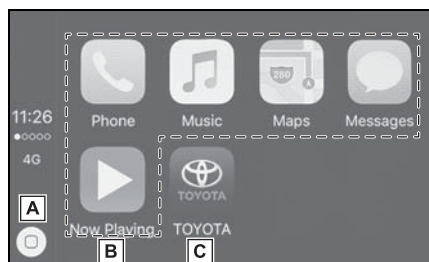 280
Phone Music Maps Messages
11:26
4G
TOYOTA
A
Now Playing TOYOTA
B C